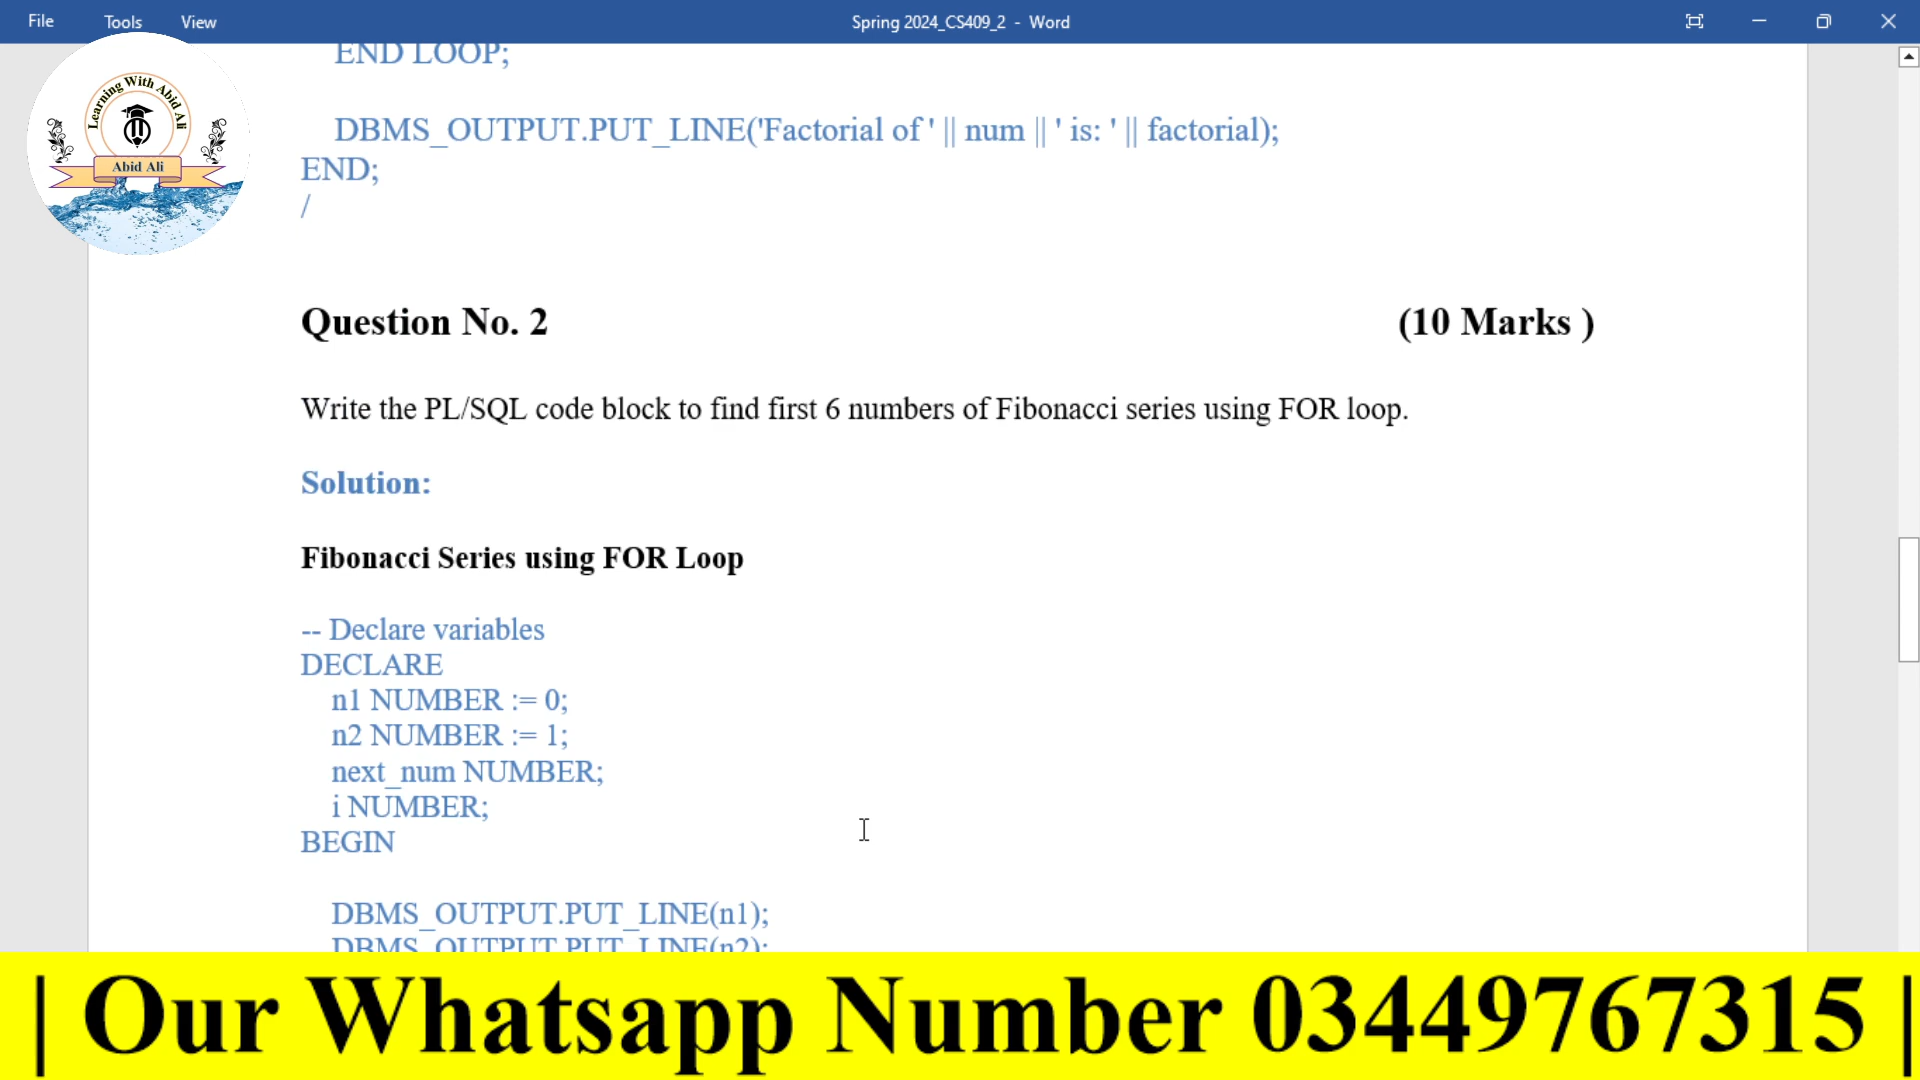 File Tools View Spring 2024_CS409_2 - Word
END LOOP;
Learning With Abid Ali
Abid Ali
DBMS_OUTPUT.PUT_LINE('Factorial of ' || num || ' is: ' || factorial);
END;
/
Question No. 2 (10 Marks )
Write the PL/SQL code block to find first 6 numbers of Fibonacci series using FOR loop.
Solution:
Fibonacci Series using FOR Loop
-- Declare variables
DECLARE
n1 NUMBER := 0;
n2 NUMBER := 1;
next_num NUMBER;
i NUMBER;
BEGIN
DBMS_OUTPUT.PUT_LINE(n1);
DBMS_OUTPUT.PUT_LINE(n2);
| Our Whatsapp Number 03449767315 |